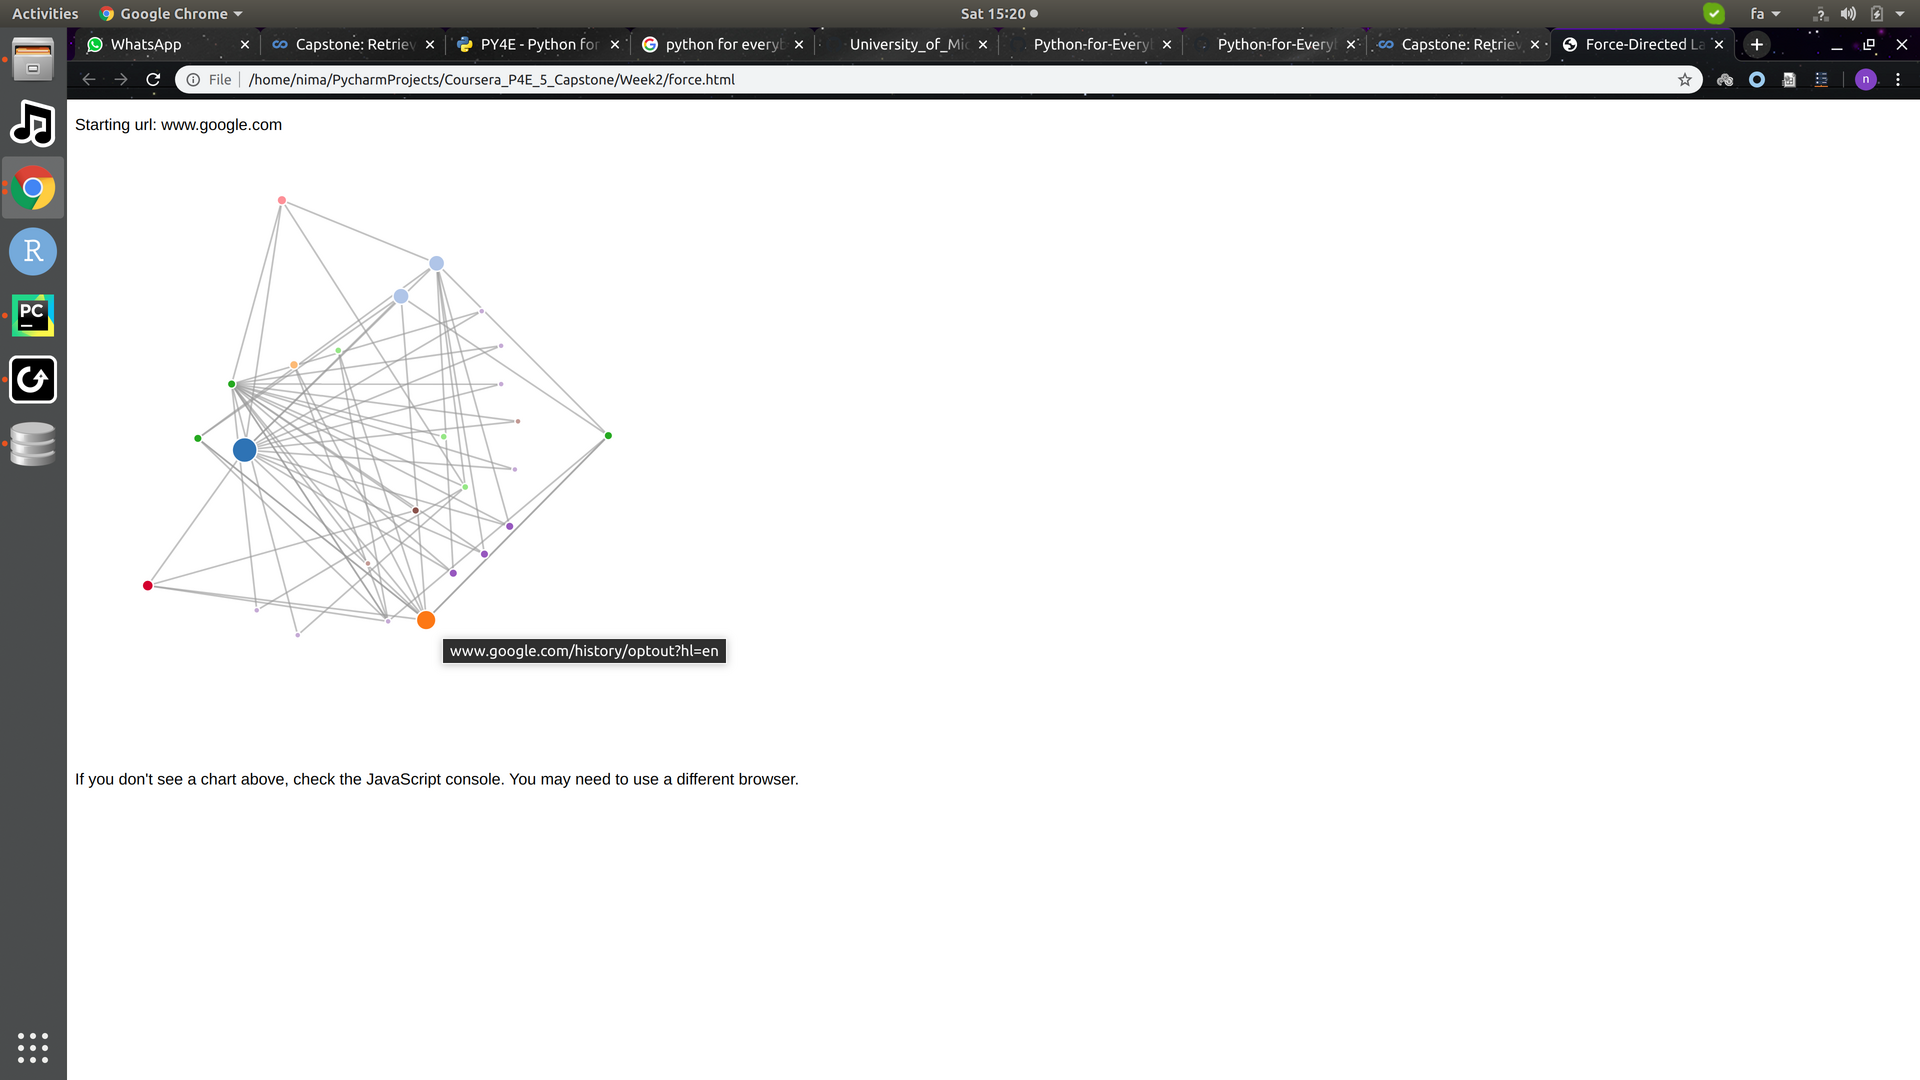 Activities Google Chrome Sat 15:20 fa
WhatsApp Capstone: Retriev PY4E - Python for python for everyb University_of_Mic Python-for-Everyb Python-for-Everyb Capstone: Retriev Force-Directed La
File /home/nima/PycharmProjects/Coursera_P4E_5_Capstone/Week2/force.html n
Starting url: www.google.com
R
PC
www.google.com/history/optout?hl=en
If you don't see a chart above, check the JavaScript console. You may need to use a different browser.